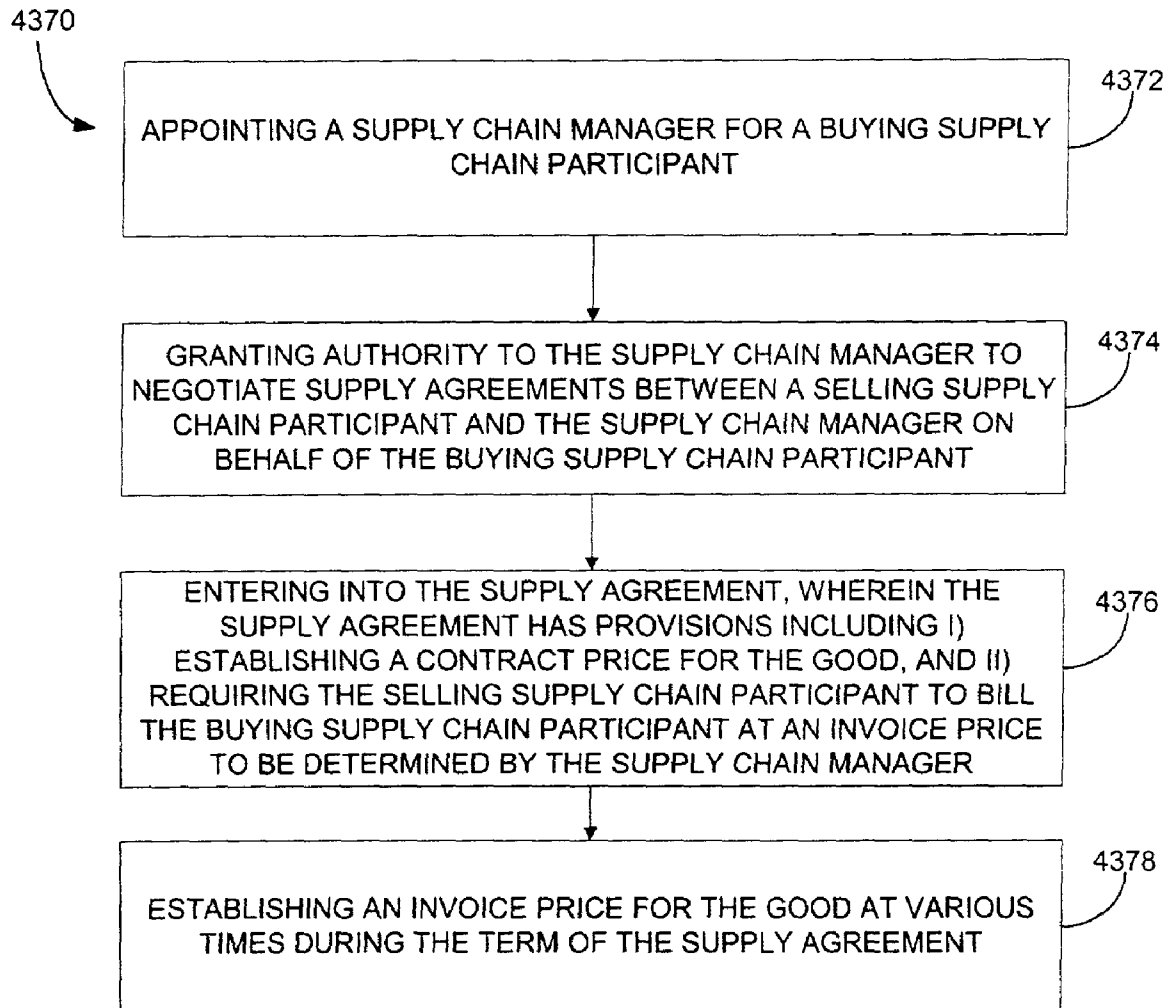 4370
4372
APPOINTING A SUPPLY CHAIN MANAGER FOR A BUYING SUPPLY
CHAIN PARTICIPANT
4374
GRANTING AUTHORITY TO THE SUPPLY CHAIN MANAGER TO
NEGOTIATE SUPPLY AGREEMENTS BETWEEN A SELLING SUPPLY
CHAIN PARTICIPANT AND THE SUPPLY CHAIN MANAGER ON
BEHALF OF THE BUYING SUPPLY CHAIN PARTICIPANT
4376
ENTERING INTO THE SUPPLY AGREEMENT, WHEREIN THE
SUPPLY AGREEMENT HAS PROVISIONS INCLUDING I)
ESTABLISHING A CONTRACT PRICE FOR THE GOOD, AND II)
REQUIRING THE SELLING SUPPLY CHAIN PARTICIPANT TO BILL
THE BUYING SUPPLY CHAIN PARTICIPANT AT AN INVOICE PRICE
TO BE DETERMINED BY THE SUPPLY CHAIN MANAGER
4378
ESTABLISHING AN INVOICE PRICE FOR THE GOOD AT VARIOUS
TIMES DURING THE TERM OF THE SUPPLY AGREEMENT